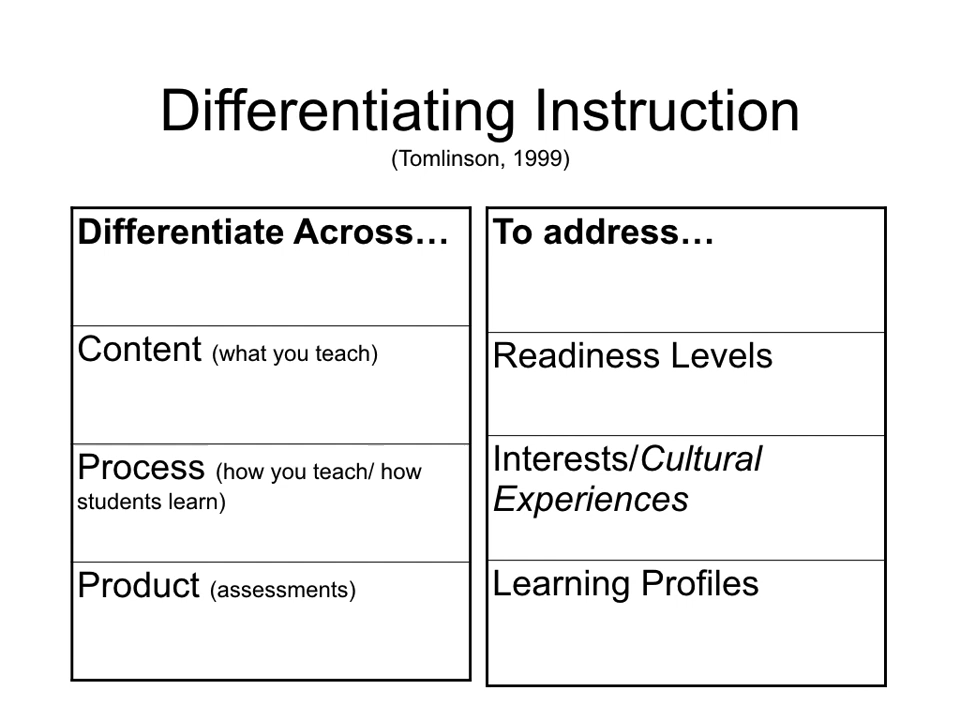 Differentiating Instruction
(Tomlinson, 1999)
Differentiate Across…
Content (what you teach)
Process (how you teach/ how
students learn)
Product (assessments)
To address…
Readiness Levels
Interests/Cultural
Experiences
Learning Profiles